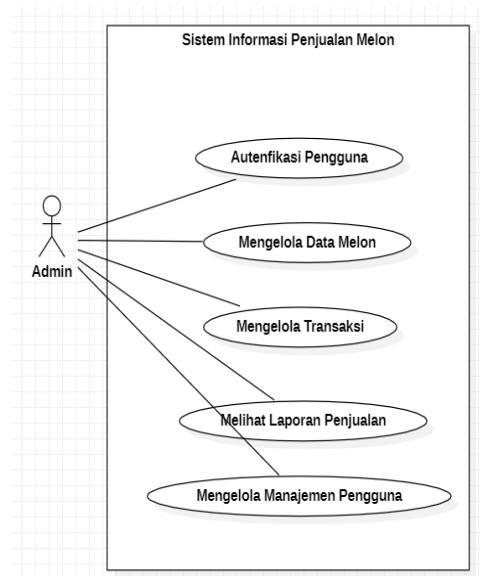 Sistem Informasi Penjualan Melon
Autenfikasi Pengguna
Mengelola Data Melon
Admin
Mengelola Transaksi
Melihat Laporan Penjualan
Mengelola Manajemen Pengguna